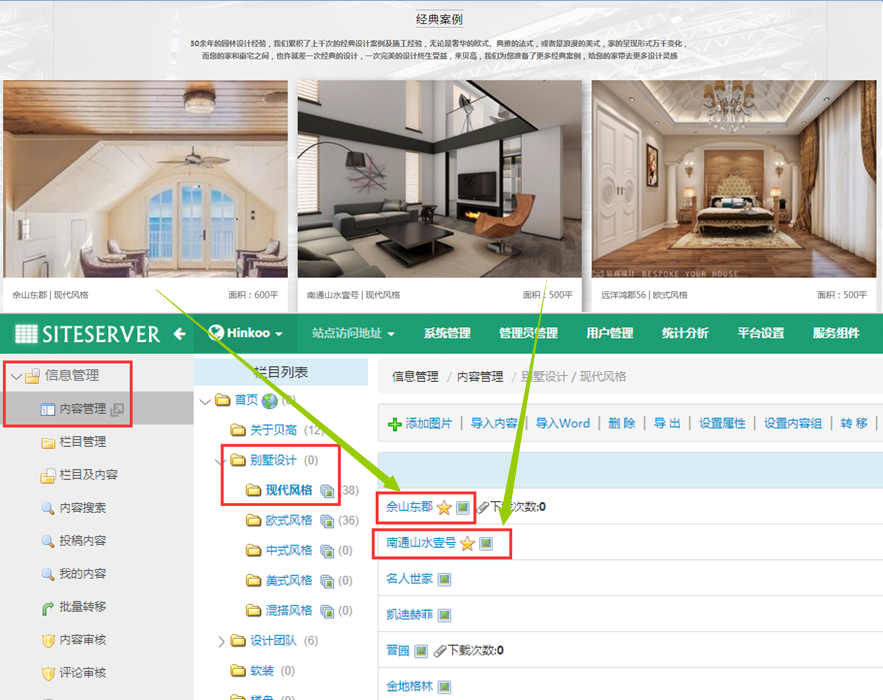 经典案例
30余年的园林设计经验，我们累积了上千次的经典设计案例及施工经验，无论是奢华的欧式、典雅的法式，或者是浪漫的美式，家的呈现形式万千变化，
而您的家和豪宅之间，也许就差一次经典的设计，一次完美的设计终生受益，来贝高，我们为您准备了更多经典案例，给您的家带去更多设计灵感
BESPOKE YOUR HOUSE
佘山东郡 | 现代风格
面积：600平
南通山水壹号 | 现代风格
面积：500平
远洋鸿郡56 | 欧式风格
面积：500平
SITESERVER
Hinkoo
站点访问地址
系统管理
管理员管理
用户管理
统计分析
平台设置
服务组件
信息管理
内容管理
栏目管理
栏目及内容
内容搜索
投稿内容
我的内容
批量转移
内容审核
评论审核
栏目列表
首页
关于贝高 (12)
别墅设计 (0)
现代风格 (38)
欧式风格 (36)
中式风格 (0)
美式风格 (0)
混搭风格 (0)
设计团队 (6)
软装 (0)
信息管理 / 内容管理 / 别墅设计 / 现代风格
添加图片 | 导入内容 | 导入Word | 删 除 | 导 出 | 设置属性 | 设置内容组 | 转 移 |
佘山东郡 下载次数:0
南通山水壹号
名人世家
凯迪赫菲
晋园 下载次数:0
金地格林